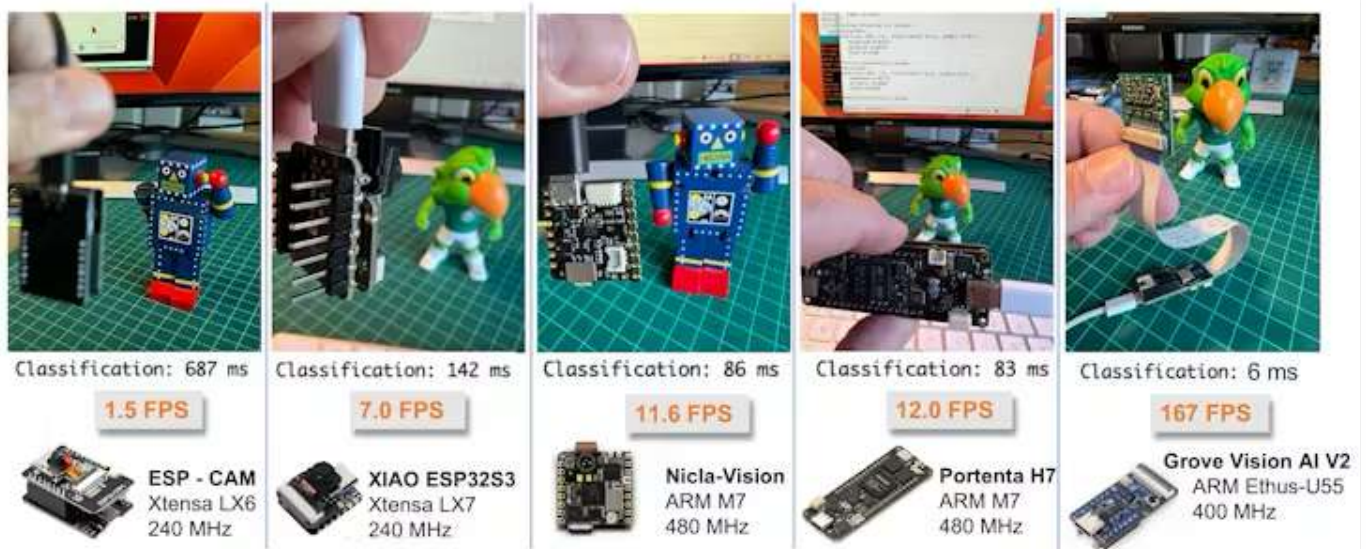 Classification: 687 ms
1.5 FPS
ESP - CAM
Xtensa LX6
240 MHz
Classification: 142 ms
7.0 FPS
XIAO ESP32S3
Xtensa LX7
240 MHz
Classification: 86 ms
11.6 FPS
Nicla-Vision
ARM M7
480 MHz
Classification: 83 ms
12.0 FPS
Portenta H7
ARM M7
480 MHz
Classification: 6 ms
167 FPS
Grove Vision AI V2
ARM Ethus-U55
400 MHz